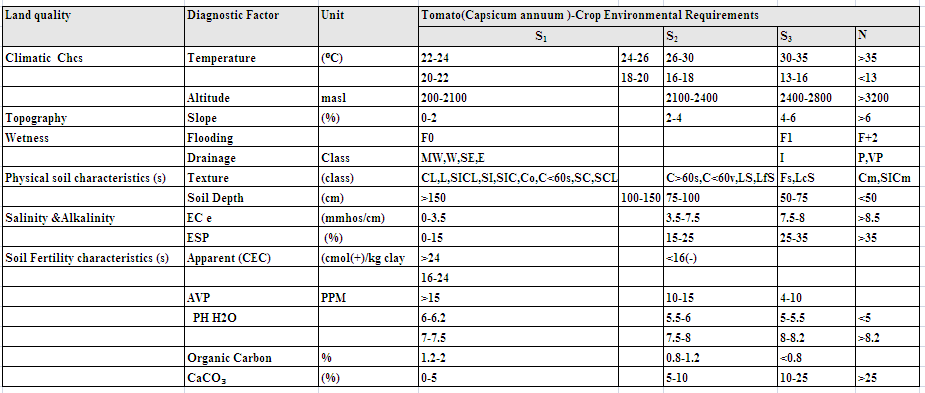 Land quality Diagnostic Factor Unit Tomato(Capsicum annuum )-Crop Environmental Requirements
S₁ S₂ S₃ N
Climatic Chcs Temperature (⁰C) 22-24 24-26 26-30 30-35 >35
20-22 18-20 16-18 13-16 <13
Altitude masl 200-2100 2100-2400 2400-2800 >3200
Topography Slope (%) 0-2 2-4 4-6 >6
Wetness Flooding F0 F1 F+2
Drainage Class MW,W,SE,E I P,VP
Physical soil characteristics (s) Texture (class) CL,L,SICL,SI,SIC,Co,C<60s,SC,SCL C>60s,C<60v,LS,LfS Fs,LcS Cm,SICm
Soil Depth (cm) >150 100-150 75-100 50-75 <50
Salinity &Alkalinity EC e (mmhos/cm) 0-3.5 3.5-7.5 7.5-8 >8.5
ESP (%) 0-15 15-25 25-35 >35
Soil Fertility characteristics (s) Apparent (CEC) (cmol(+)/kg clay >24 <16(-)
16-24
AVP PPM >15 10-15 4-10
PH H2O 6-6.2 5.5-6 5-5.5 <5
7-7.5 7.5-8 8-8.2 >8.2
Organic Carbon % 1.2-2 0.8-1.2 <0.8
CaCO₃ (%) 0-5 5-10 10-25 >25